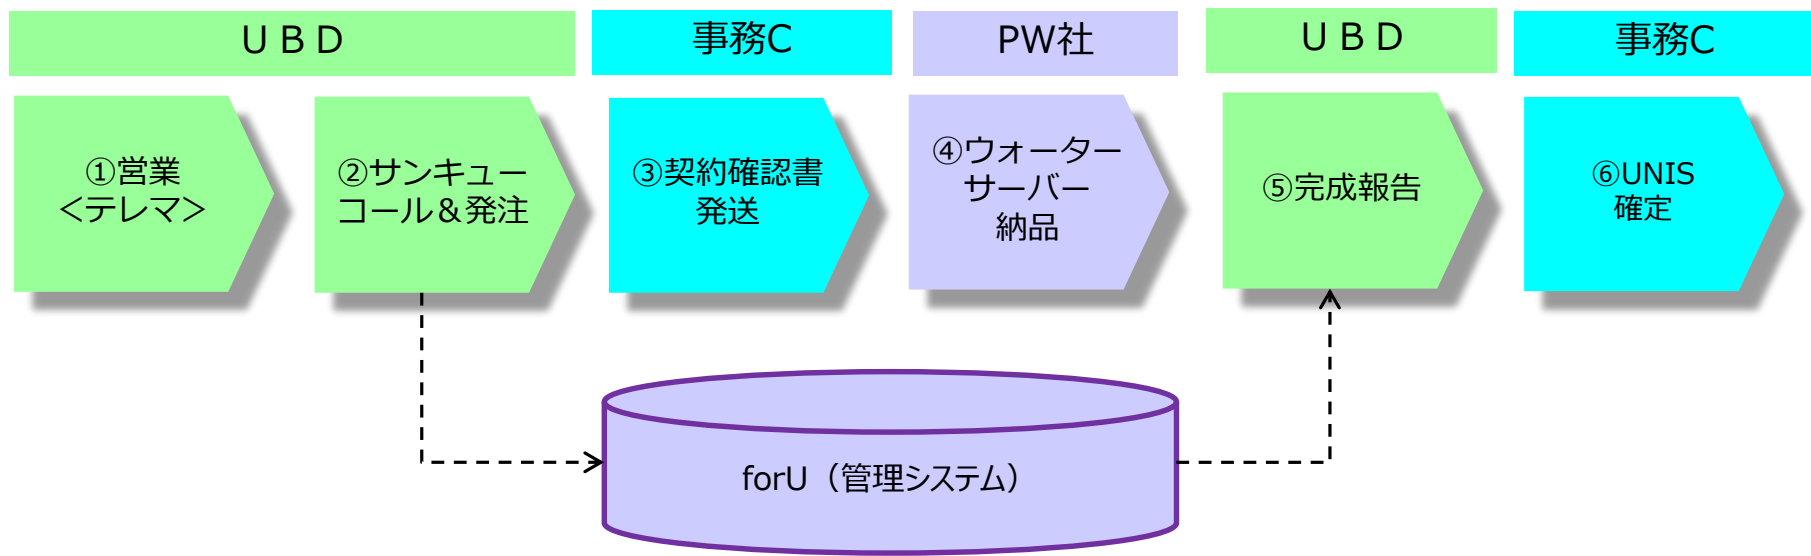 ＵＢＤ
事務C
PW社
ＵＢＤ
事務C
①営業
＜テレマ＞
②サンキュー
コール＆発注
③契約確認書
発送
④ウォーター
サーバー
納品
⑤完成報告
⑥UNIS
確定
forU（管理システム）